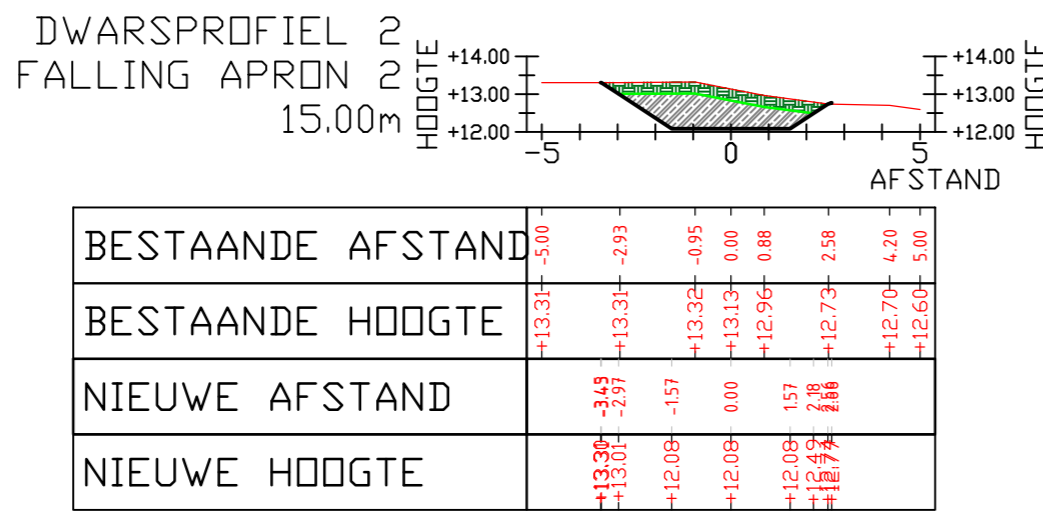 DWARSPROFIEL 2
FALLING APRON 2
15.00m
HOOGTE
+14.00
+13.00
+12.00
-5
0
5
+14.00
+13.00
+12.00
HOOGTE
AFSTAND
BESTAANDE AFSTAND -5.00 -2.93 -0.95 0.00 0.88 2.58 4.20 5.00
BESTAANDE HOOGTE +13.31 +13.31 +13.32 +13.13 +12.96 +12.73 +12.70 +12.60
NIEUWE AFSTAND -2.97 -1.57 0.00 1.57 2.18
NIEUWE HOOGTE +13.30 +13.01 +12.08 +12.08 +12.08 +12.49 +12.77